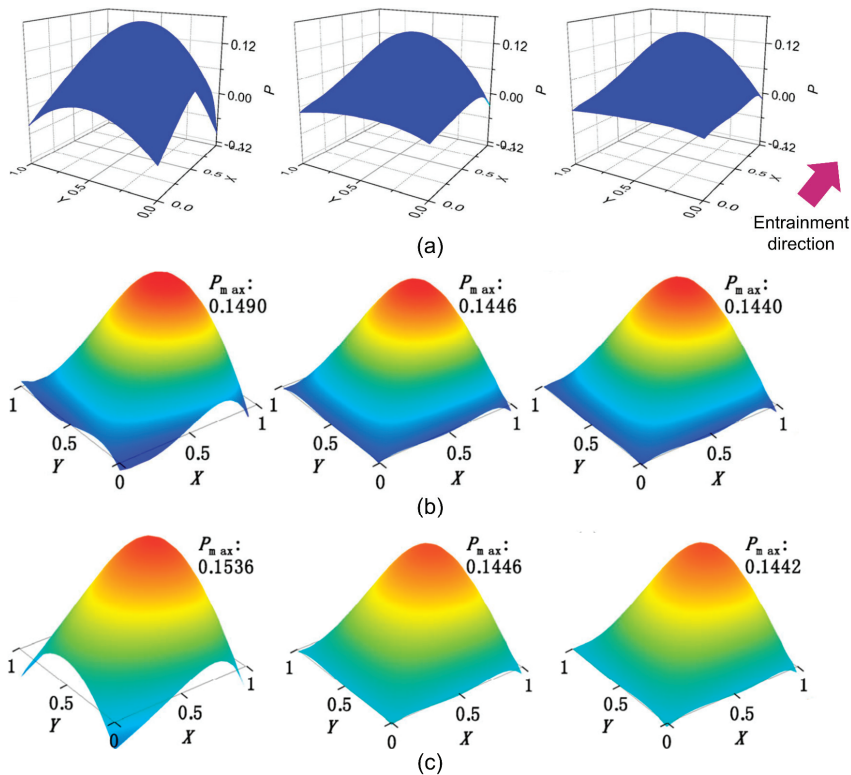 0.12
0.00
-0.12
P
1.0
Y
0.5
0.0
0.0
0.5
X
0.12
0.00
-0.12
P
1.0
Y
0.5
0.0
0.0
0.5
X
0.12
0.00
-0.12
P
1.0
Y
0.5
0.0
0.0
0.5
X
Entrainment
direction
(a)
Pmax:
0.1490
1
0.5
Y
0
0.5
X
1
Pmax:
0.1446
1
0.5
Y
0
0.5
X
1
Pmax:
0.1440
1
0.5
Y
0
0.5
X
1
(b)
Pmax:
0.1536
1
0.5
Y
0
0.5
X
1
Pmax:
0.1446
1
0.5
Y
0
0.5
X
1
Pmax:
0.1442
1
0.5
Y
0
0.5
X
1
(c)